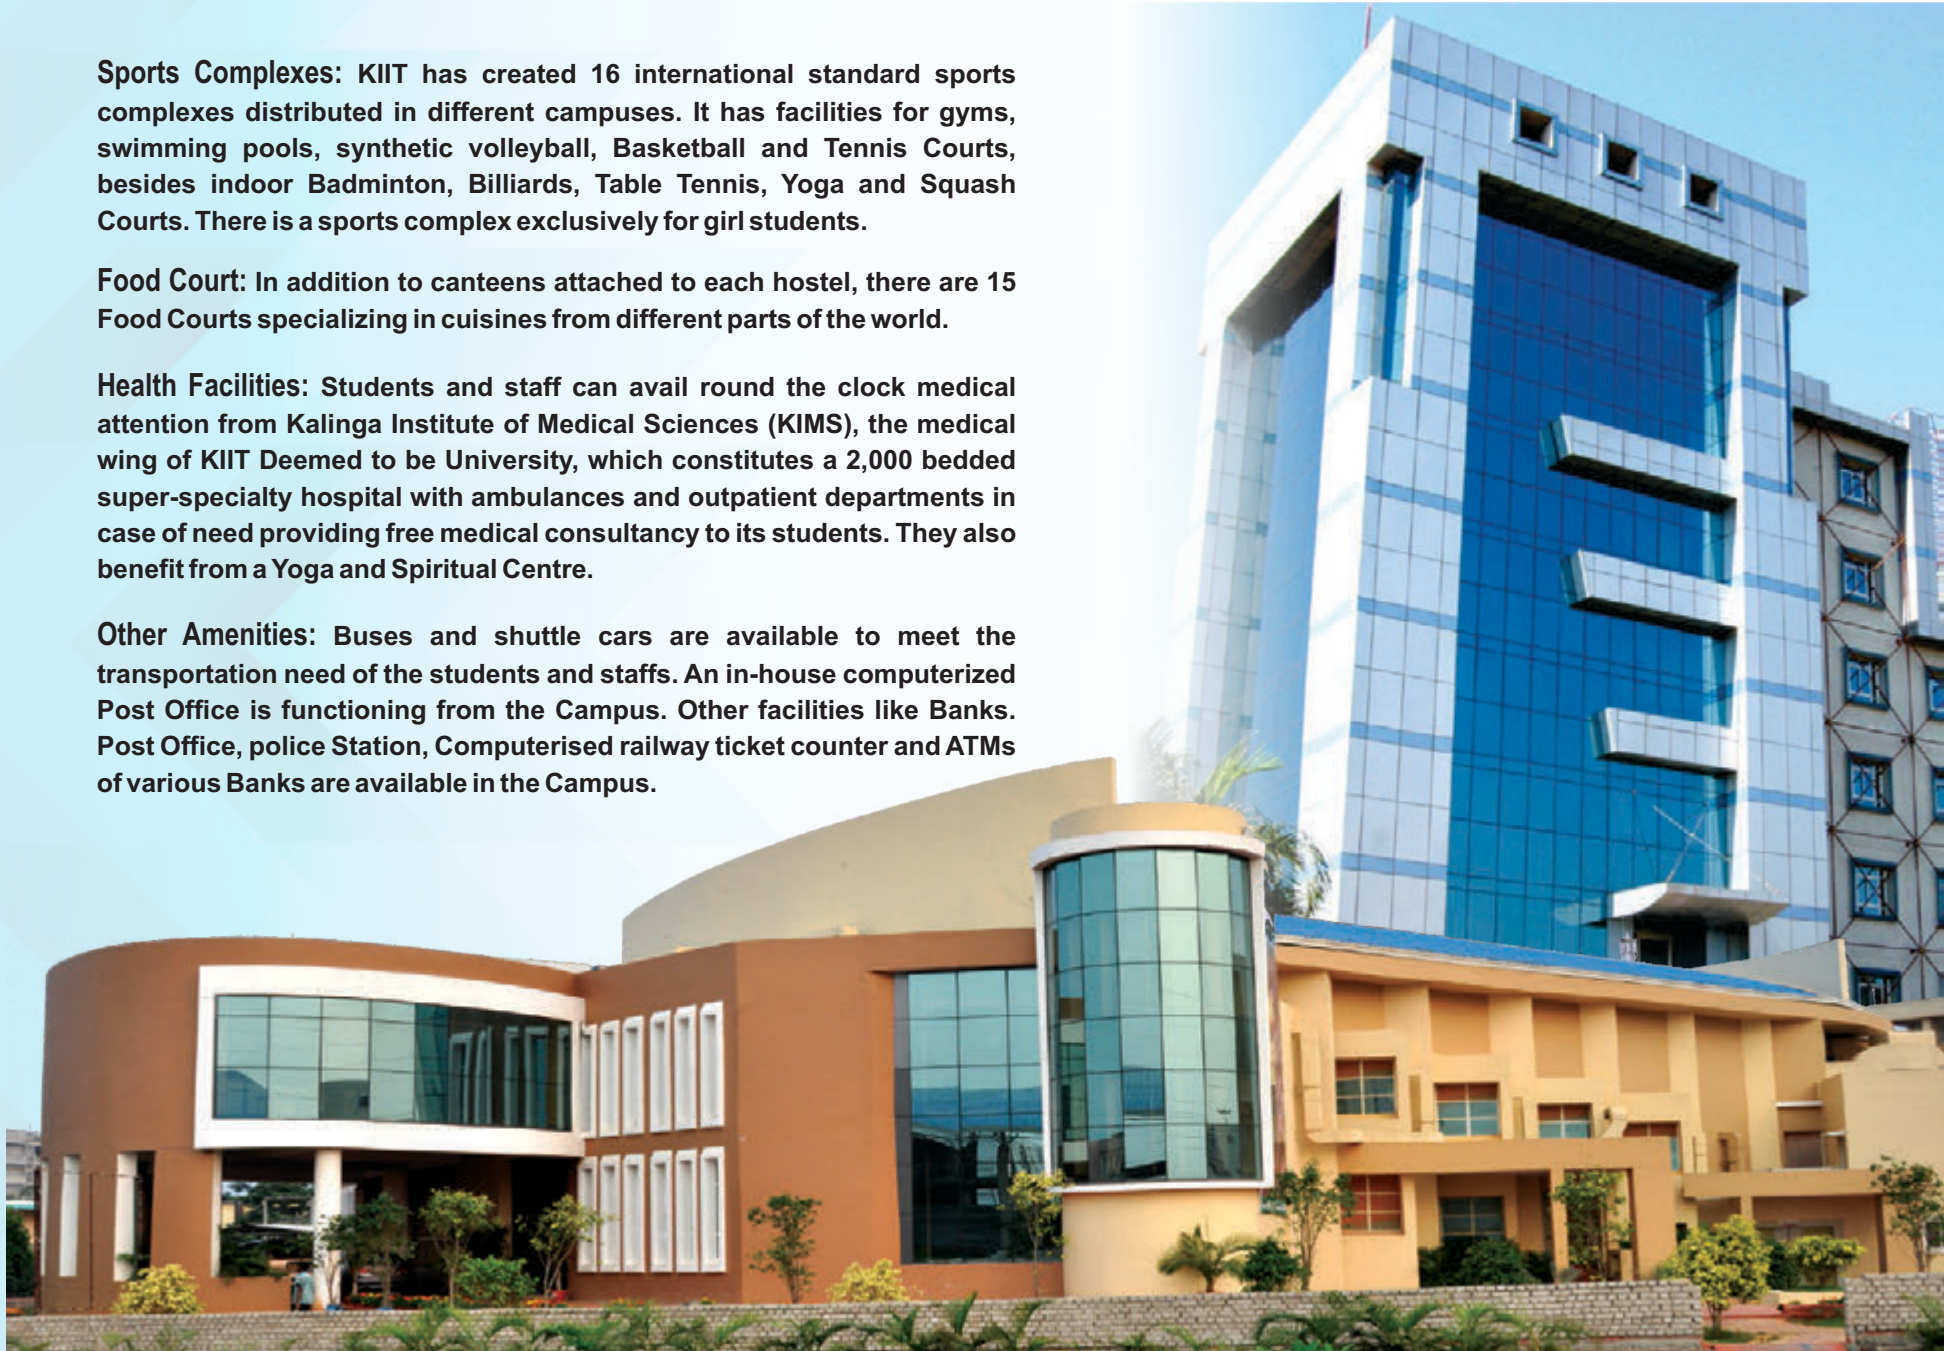 Sports Complexes: KIIT has created 16 international standard sports
complexes distributed in different campuses. It has facilities for gyms,
swimming pools, synthetic volleyball, Basketball and Tennis Courts,
besides indoor Badminton, Billiards, Table Tennis, Yoga and Squash
Courts. There is a sports complex exclusively for girl students.
Food Court: In addition to canteens attached to each hostel, there are 15
Food Courts specializing in cuisines from different parts of the world.
Health Facilities: Students and staff can avail round the clock medical
attention from Kalinga Institute of Medical Sciences (KIMS), the medical
wing of KIIT Deemed to be University, which constitutes a 2,000 bedded
super-specialty hospital with ambulances and outpatient departments in
case of need providing free medical consultancy to its students. They also
benefit from a Yoga and Spiritual Centre.
Other Amenities: Buses and shuttle cars are available to meet the
transportation need of the students and staffs. An in-house computerized
Post Office is functioning from the Campus. Other facilities like Banks.
Post Office, police Station, Computerised railway ticket counter and ATMs
of various Banks are available in the Campus.